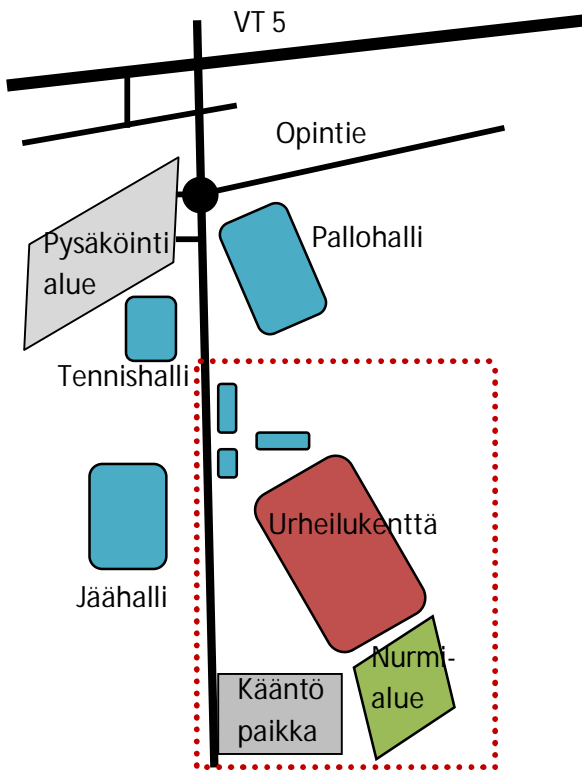 VT 5
Opintie
Pysäköinti
alue
Pallohalli
Tennishalli
Urheilukenttä
Jäähalli
Nurmi-
alue
Kääntö
paikka